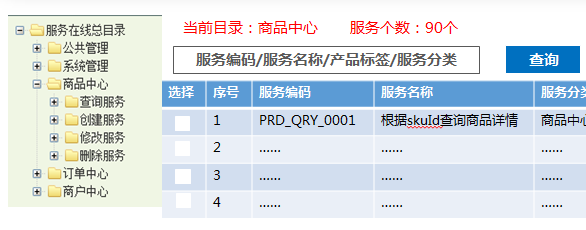 服务在线总目录
公共管理
系统管理
商品中心
查询服务
创建服务
修改服务
删除服务
订单中心
商户中心
当前目录：商品中心 服务个数：90个
服务编码/服务名称/产品标签/服务分类 查询
选择 序号 服务编码 服务名称 服务分
1 PRD_QRY_0001 根据skuId查询商品详情 商品中
2 ...... ...... ......
3 ...... ...... ......
4 ...... ...... ......